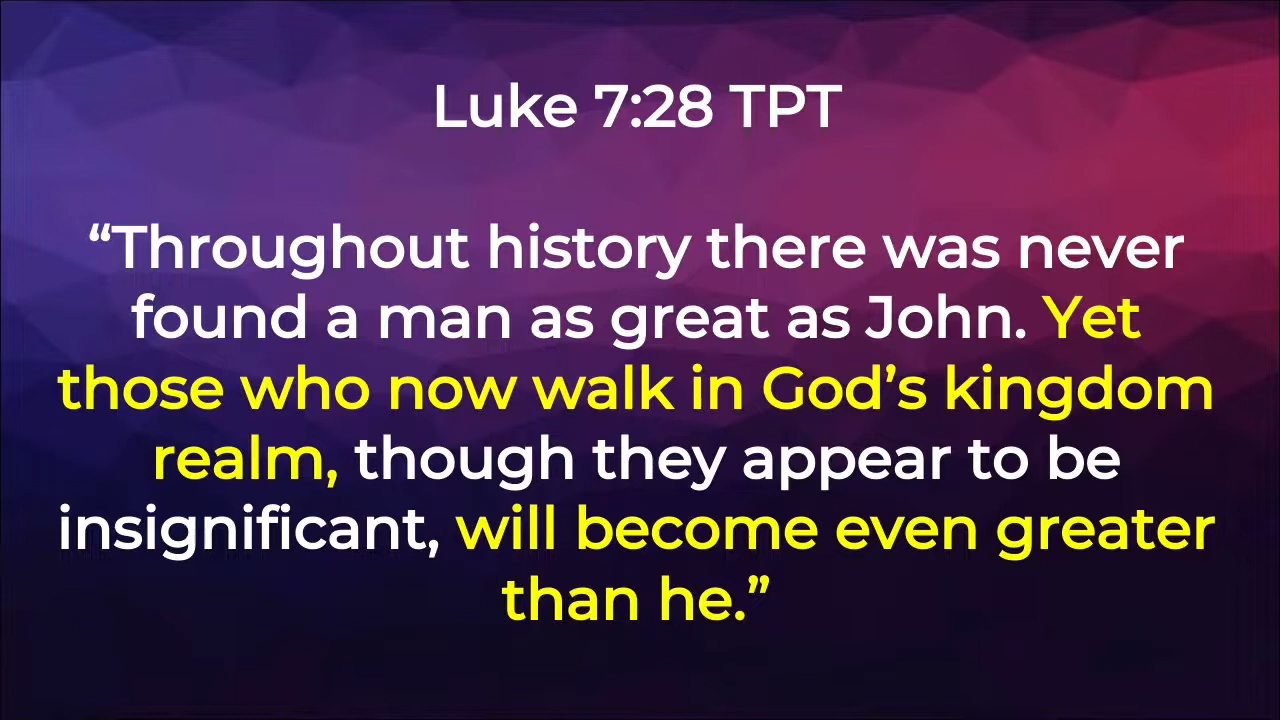 Luke 7:28 TPT
“Throughout history there was never
found a man as great as John. Yet
those who now walk in God’s kingdom
realm, though they appear to be
insignificant, will become even greater
than he.”